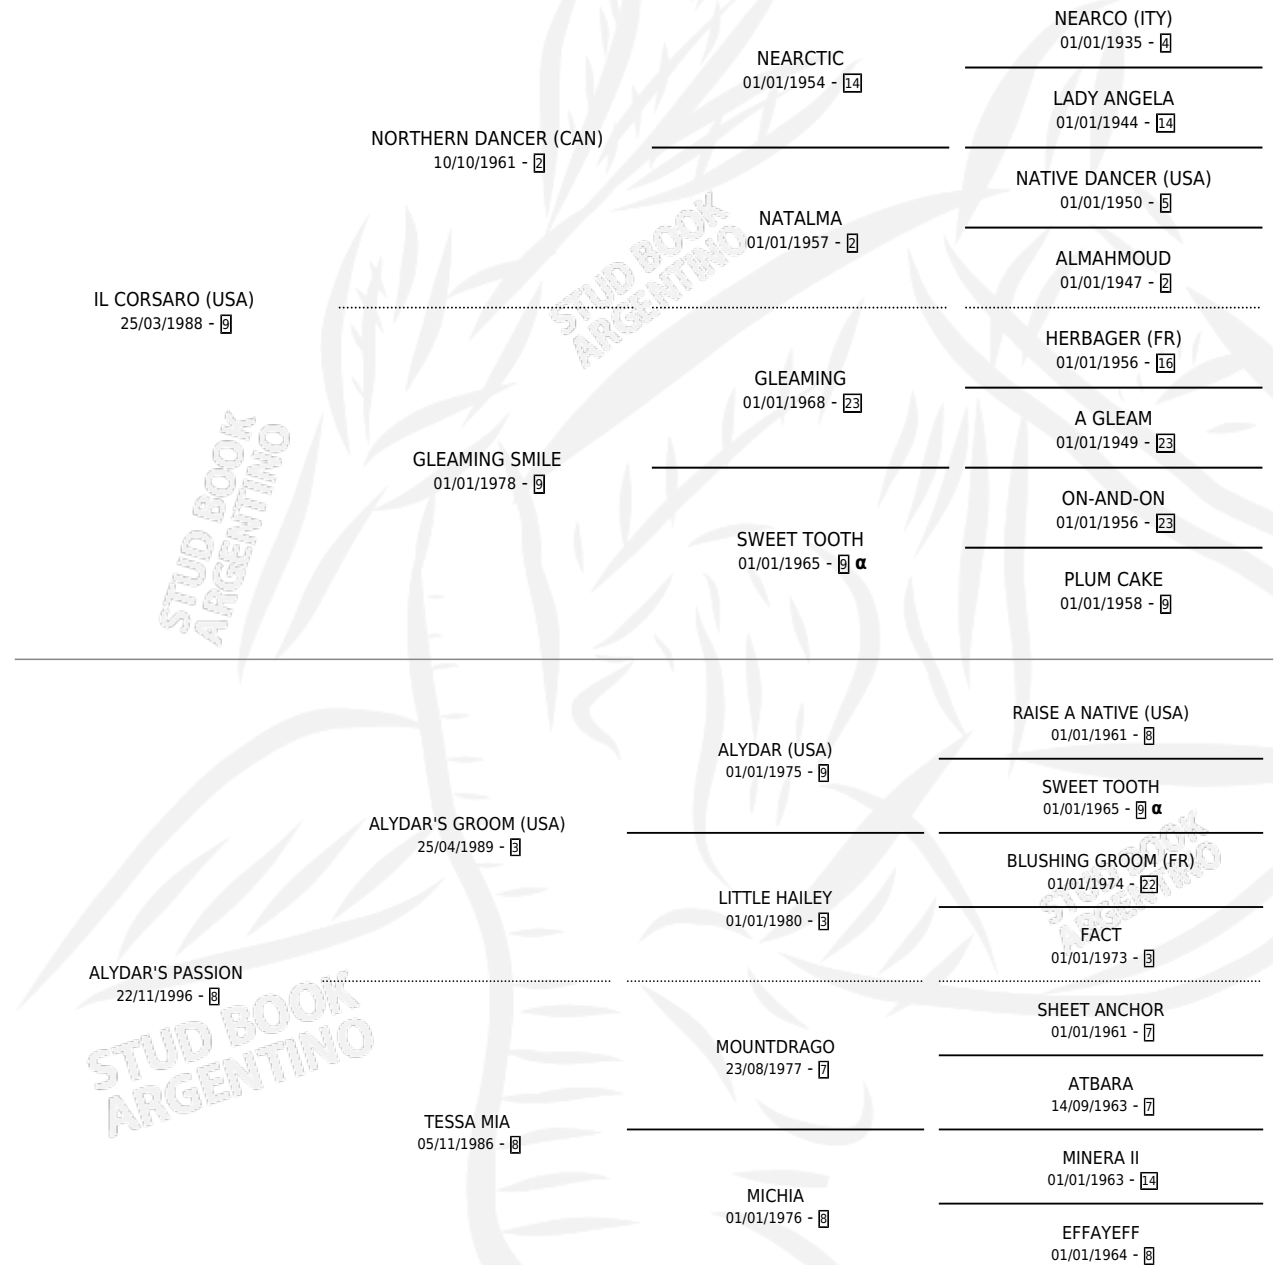 NEARCO (ITY)
01/01/1935 - 4
NEARCTIC
01/01/1954 - 14
LADY ANGELA
01/01/1944 - 14
NORTHERN DANCER (CAN)
10/10/1961 - 2
NATIVE DANCER (USA)
01/01/1950 - 5
NATALMA
01/01/1957 - 2
ALMAHMOUD
01/01/1947 - 2
STUD BOOK
ARGENTINO
IL CORSARO (USA)
25/03/1988 - 9
HERBAGER (FR)
01/01/1956 - 16
GLEAMING
01/01/1968 - 23
A GLEAM
01/01/1949 - 23
GLEAMING SMILE
01/01/1978 - 9
STUD BOOK
ARGENTINO
ON-AND-ON
01/01/1956 - 23
SWEET TOOTH
01/01/1965 - 9 α
PLUM CAKE
01/01/1958 - 9
RAISE A NATIVE (USA)
01/01/1961 - 8
ALYDAR (USA)
01/01/1975 - 9
SWEET TOOTH
01/01/1965 - 9 α
ALYDAR'S GROOM (USA)
25/04/1989 - 3
BLUSHING GROOM (FR)
01/01/1974 - 22
STUD BOOK
ARGENTINO
LITTLE HAILEY
01/01/1980 - 3
FACT
01/01/1973 - 3
ALYDAR'S PASSION
22/11/1996 - 8
STUD BOOK
ARGENTINO
SHEET ANCHOR
01/01/1961 - 7
MOUNTDRAGO
23/08/1977 - 7
ATBARA
14/09/1963 - 7
TESSA MIA
05/11/1986 - 8
MINERA II
01/01/1963 - 14
MICHIA
01/01/1976 - 8
EFFAYEFF
01/01/1964 - 8